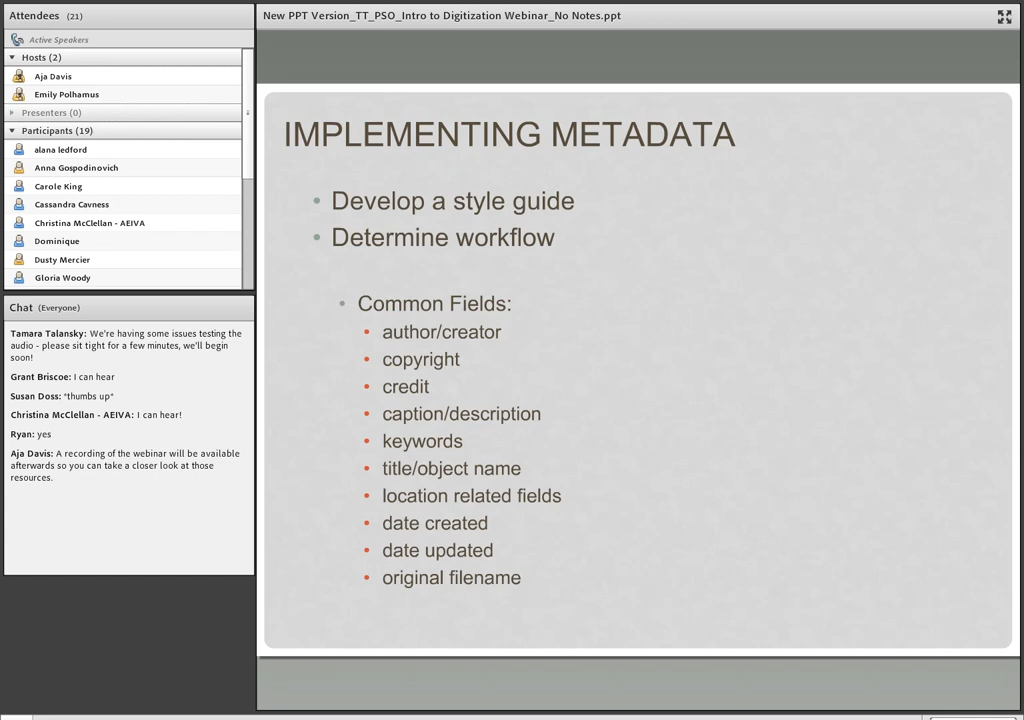 Attendees (21)
Active Speakers
Hosts (2)
Aja Davis
Emily Polhamus
Presenters (0)
Participants (19)
alana ledford
Anna Gospodinovich
Carole King
Cassandra Cavness
Christina McClellan - AEIVA
Dominique
Dusty Mercier
Gloria Woody
Chat (Everyone)
Tamara Talansky: We're having some issues testing the
audio - please sit tight for a few minutes, we'll begin
soon!
Grant Briscoe: I can hear
Susan Doss: *thumbs up*
Christina McClellan - AEIVA: I can hear!
Ryan: yes
Aja Davis: A recording of the webinar will be available
afterwards so you can take a closer look at those
resources.
New PPT Version_TT_PSO_Intro to Digitization Webinar_No Notes.ppt
IMPLEMENTING METADATA
• Develop a style guide
• Determine workflow
• Common Fields:
• author/creator
• copyright
• credit
• caption/description
• keywords
• title/object name
• location related fields
• date created
• date updated
• original filename